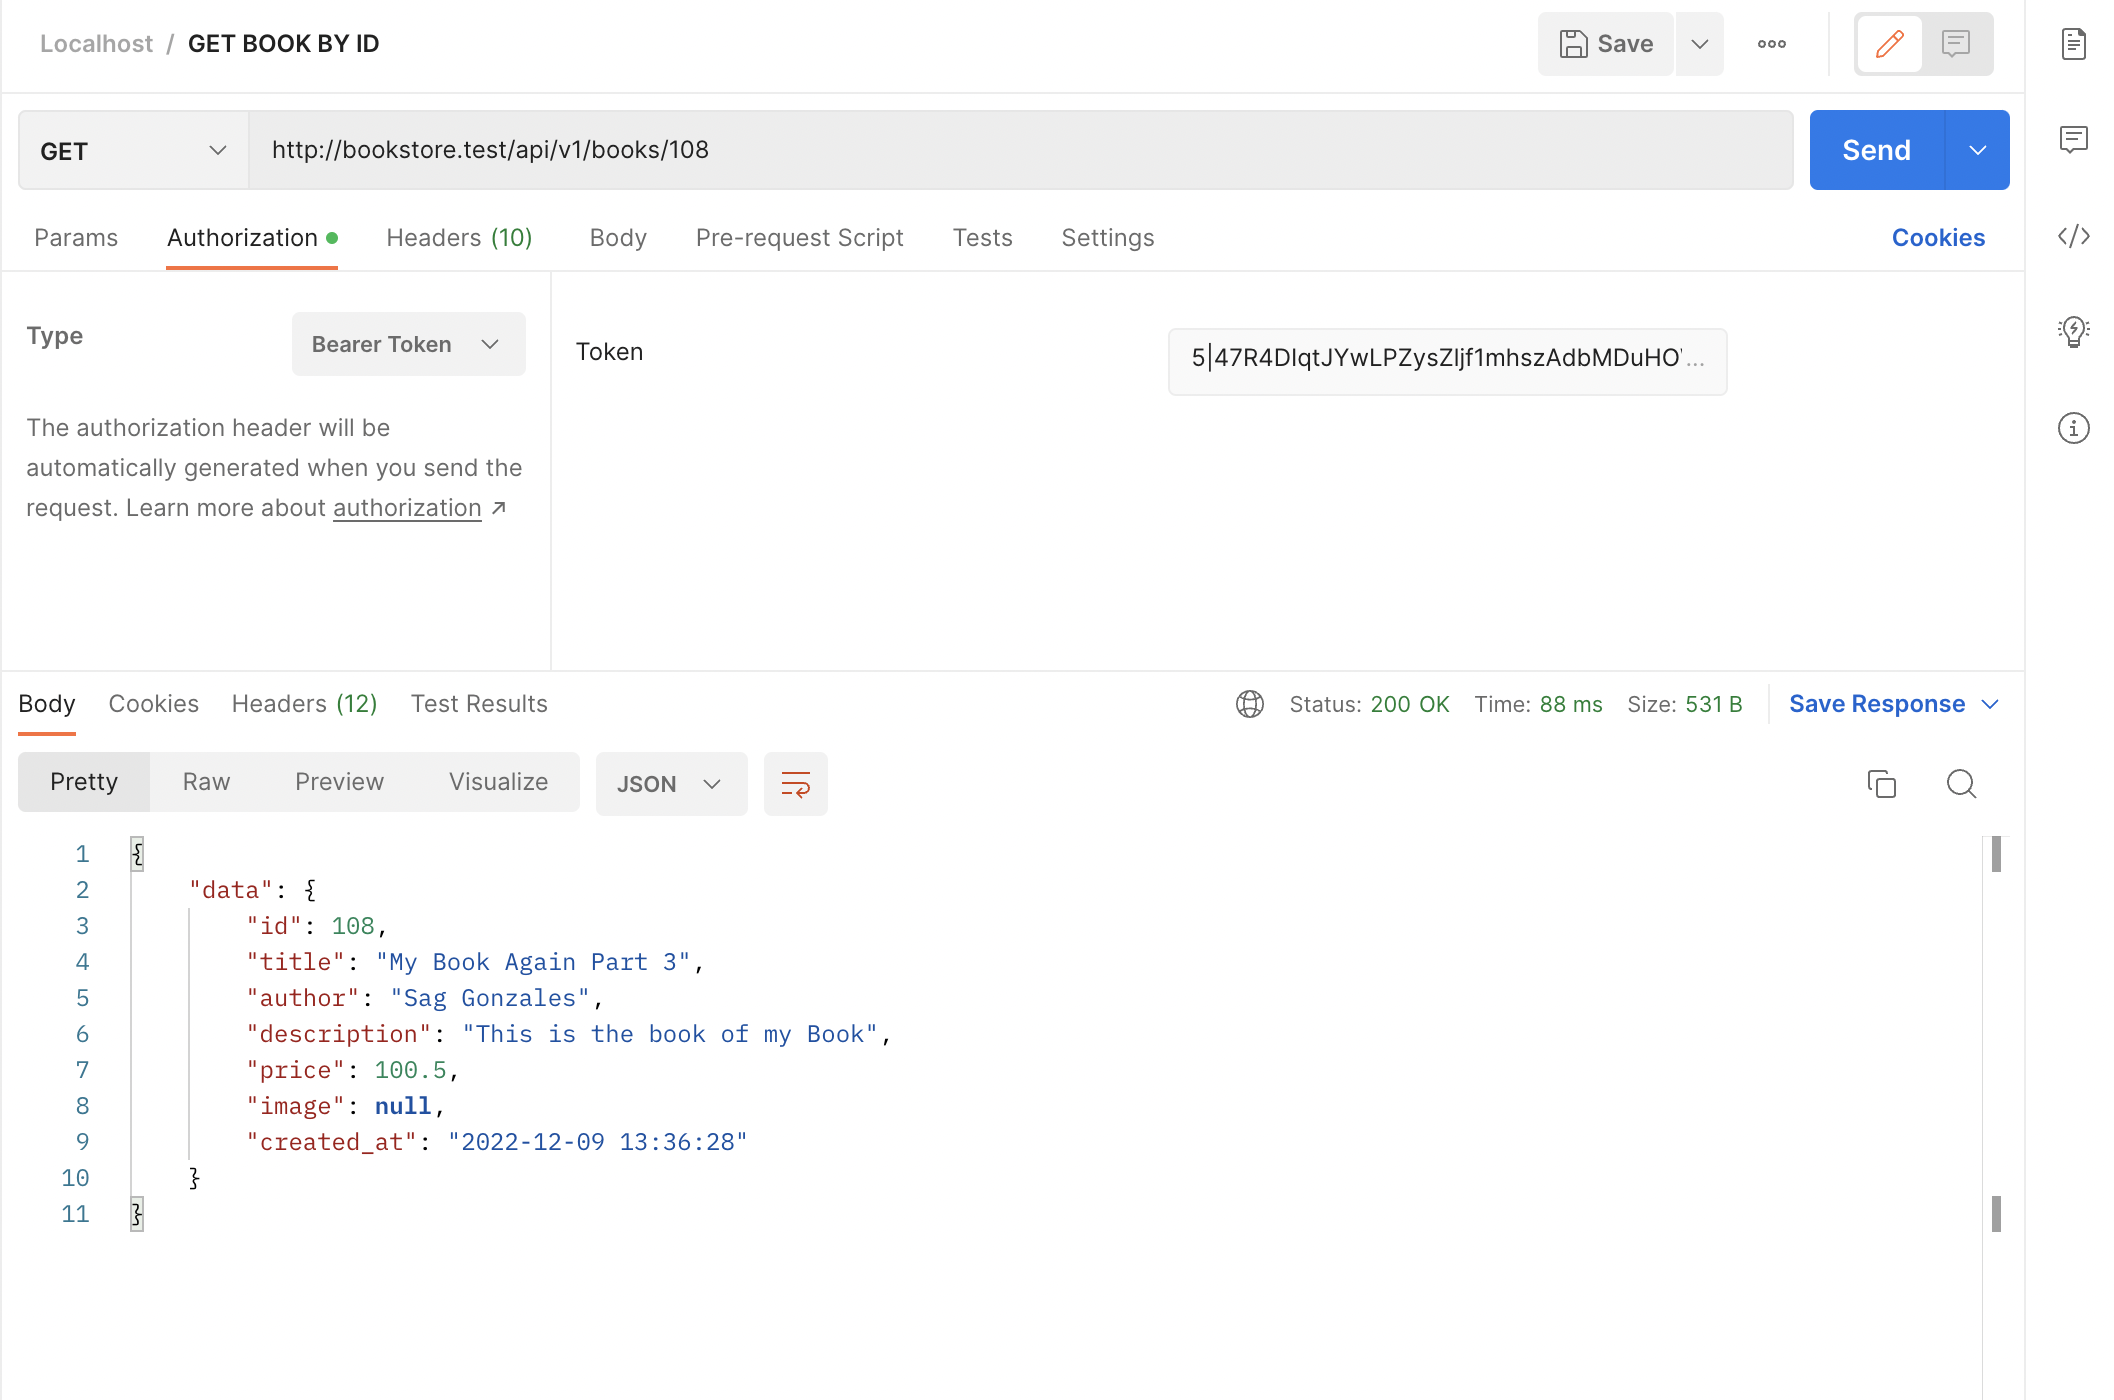 Localhost / GET BOOK BY ID
Save
GET
http://bookstore.test/api/v1/books/108
Send
Params Authorization Headers (10) Body Pre-request Script Tests Settings Cookies
Type
Bearer Token
The authorization header will be
automatically generated when you send the
request. Learn more about authorization ↗
Token
5|47R4DIqtJYwLPZysZljf1mhszAdbMDuHO...
Body Cookies Headers (12) Test Results
Status: 200 OK Time: 88 ms Size: 531 B Save Response
Pretty Raw Preview Visualize JSON
1 {
2 "data": {
3 "id": 108,
4 "title": "My Book Again Part 3",
5 "author": "Sag Gonzales",
6 "description": "This is the book of my Book",
7 "price": 100.5,
8 "image": null,
9 "created_at": "2022-12-09 13:36:28"
10 }
11 }